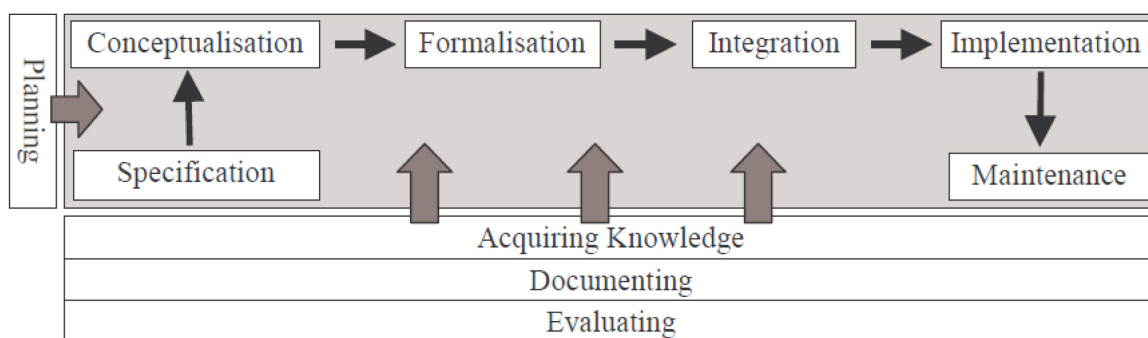 Planning
Conceptualisation
Formalisation
Integration
Implementation
Specification
Maintenance
Acquiring Knowledge
Documenting
Evaluating